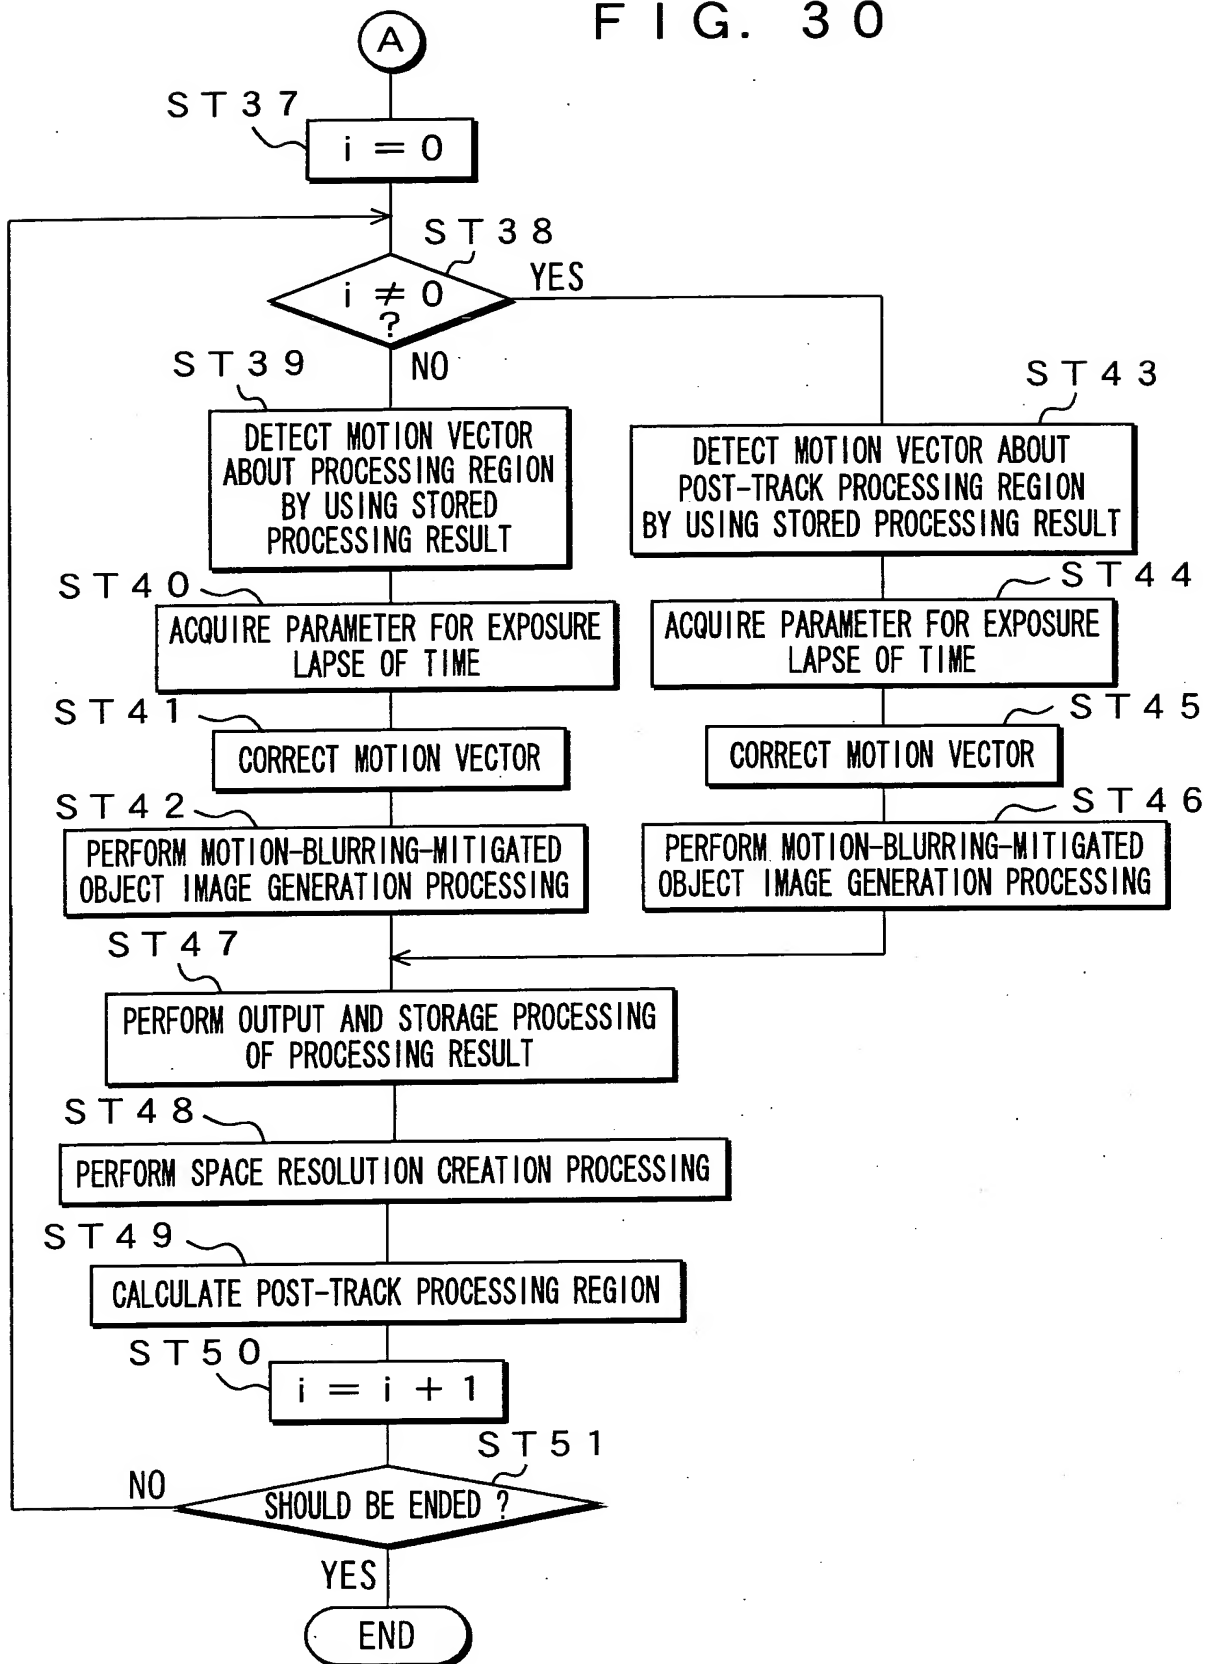 FIG. 30
A
ST37
i = 0
ST38
i ≠ 0
?
YES
NO
ST39
DETECT MOTION VECTOR
ABOUT PROCESSING REGION
BY USING STORED
PROCESSING RESULT
ST43
DETECT MOTION VECTOR ABOUT
POST-TRACK PROCESSING REGION
BY USING STORED PROCESSING RESULT
ST40
ACQUIRE PARAMETER FOR EXPOSURE
LAPSE OF TIME
ST44
ACQUIRE PARAMETER FOR EXPOSURE
LAPSE OF TIME
ST41
CORRECT MOTION VECTOR
ST45
CORRECT MOTION VECTOR
ST42
PERFORM MOTION-BLURRING-MITIGATED
OBJECT IMAGE GENERATION PROCESSING
ST46
PERFORM MOTION-BLURRING-MITIGATED
OBJECT IMAGE GENERATION PROCESSING
ST47
PERFORM OUTPUT AND STORAGE PROCESSING
OF PROCESSING RESULT
ST48
PERFORM SPACE RESOLUTION CREATION PROCESSING
ST49
CALCULATE POST-TRACK PROCESSING REGION
ST50
i = i + 1
ST51
SHOULD BE ENDED ?
NO
YES
END